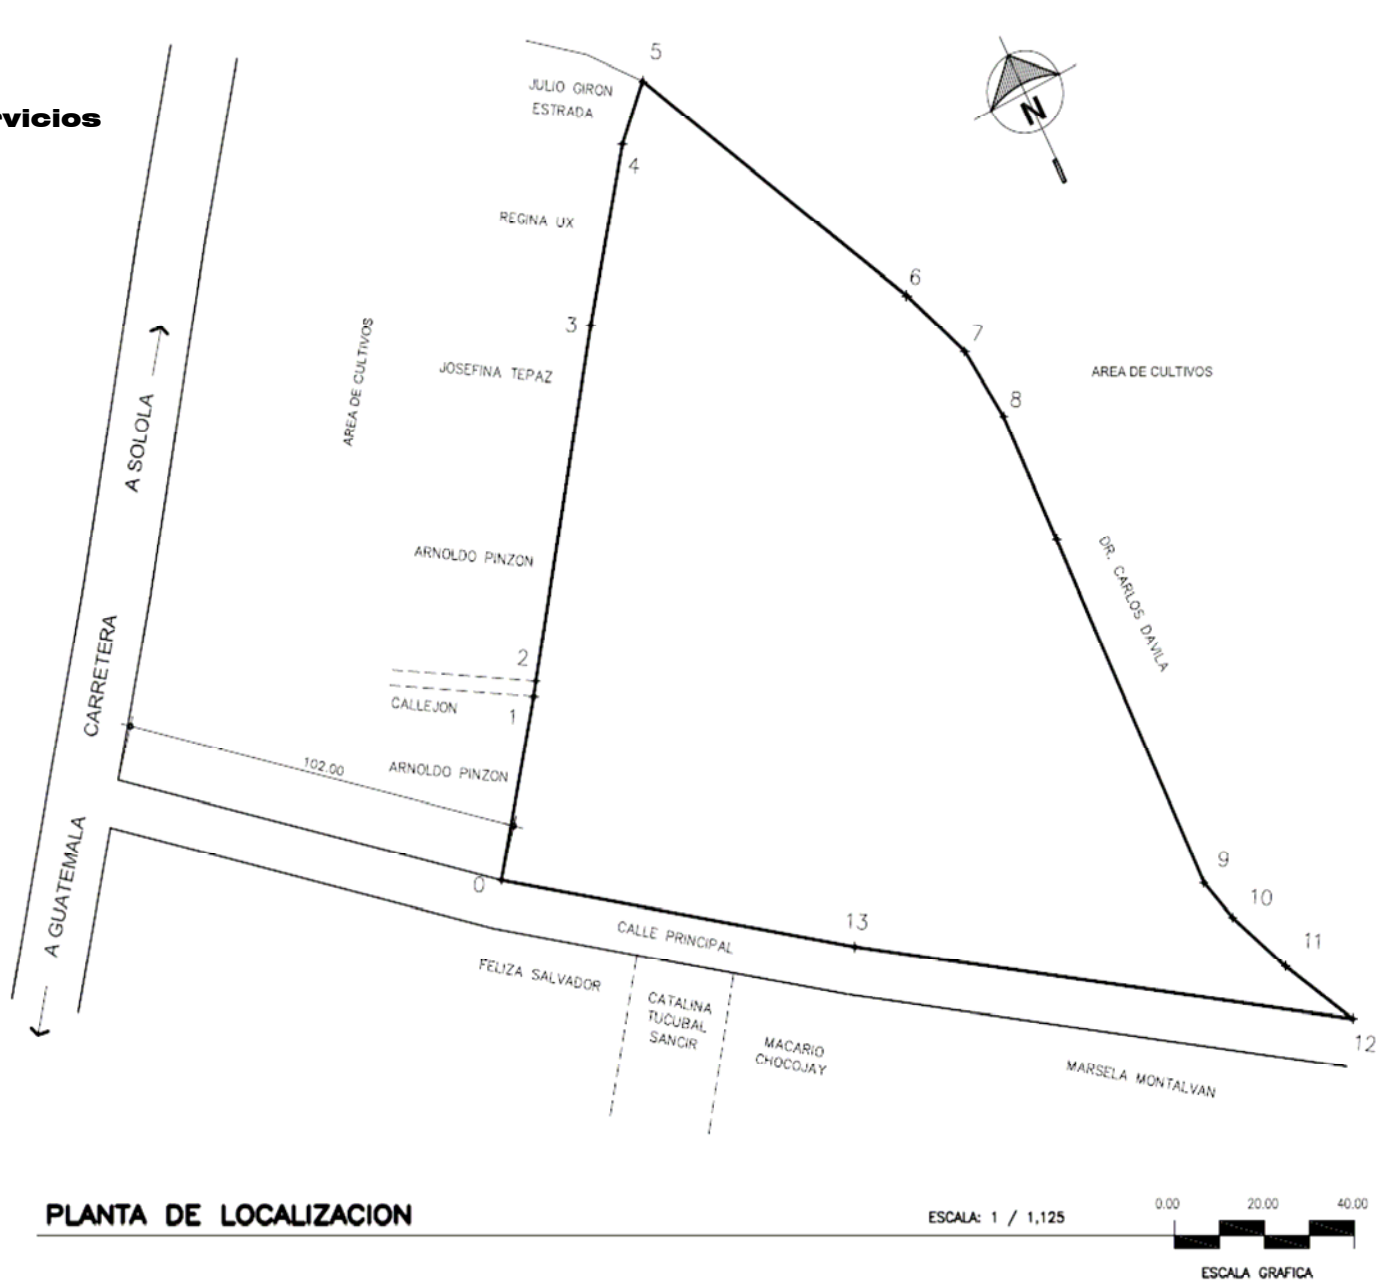 5
JULIO GIRON
ESTRADA
N
rvicios
4
REGINA UX
6
3
7
AREA DE CULTIVOS
JOSEFINA TEPAZ
AREA DE CULTIVOS
8
A SOLOLA
ARNOLDO PINZON
DR. CARLOS DAVILA
CARRETERA
2
CALLEJON
1
102.00
ARNOLDO PINZON
A GUATEMALA
0
9
10
13
11
CALLE PRINCIPAL
FELIZA SALVADOR
CATALINA
TUCUBAL
SANCIR
MACARIO
CHOCOJAY
12
MARSELA MONTALVAN
PLANTA DE LOCALIZACION
ESCALA: 1 / 1,125
0.00 20.00 40.00
ESCALA GRAFICA